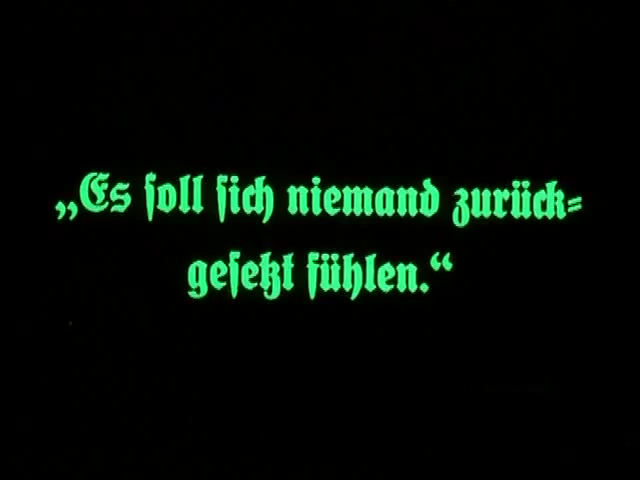 „Es ſoll ſich niemand zurück⸗
geſetzt fühlen.“